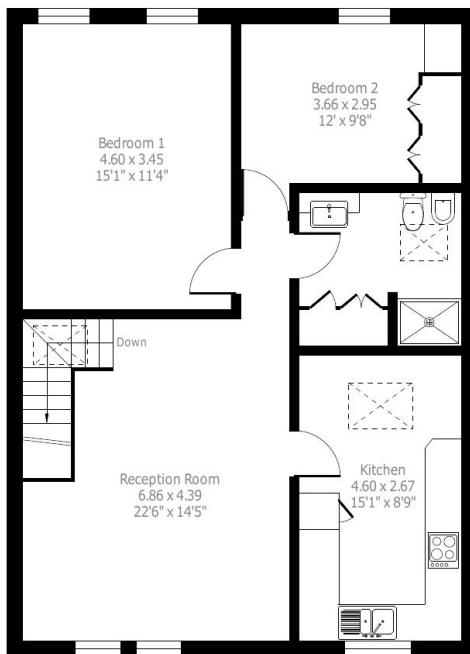 Bedroom 1
4.60 x 3.45
15'1" x 11'4"
Bedroom 2
3.66 x 2.95
12' x 9'8"
Down
Reception Room
6.86 x 4.39
22'6" x 14'5"
Kitchen
4.60 x 2.67
15'1" x 8'9"